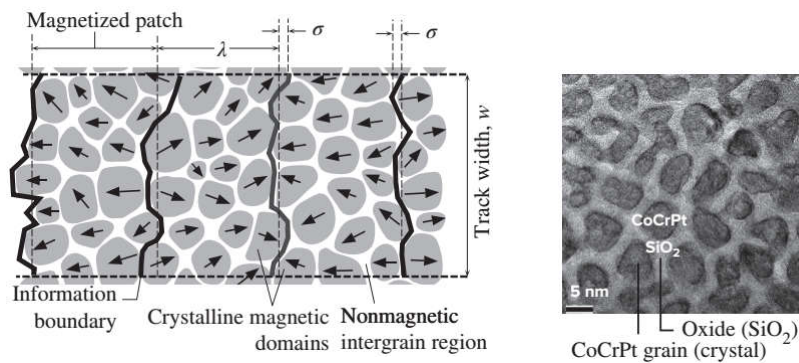 Magnetized patch
λ
σ
σ
Track width, w
Information
boundary
Crystalline magnetic
domains
Nonmagnetic
intergrain region
CoCrPt
SiO₂
5 nm
Oxide (SiO₂)
CoCrPt grain (crystal)